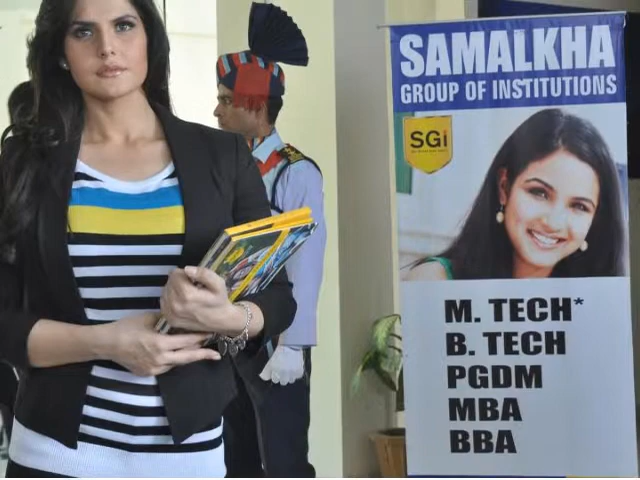 SAMALKHA
GROUP OF INSTITUTIONS
SGi
M. TECH*
B. TECH
PGDM
MBA
BBA